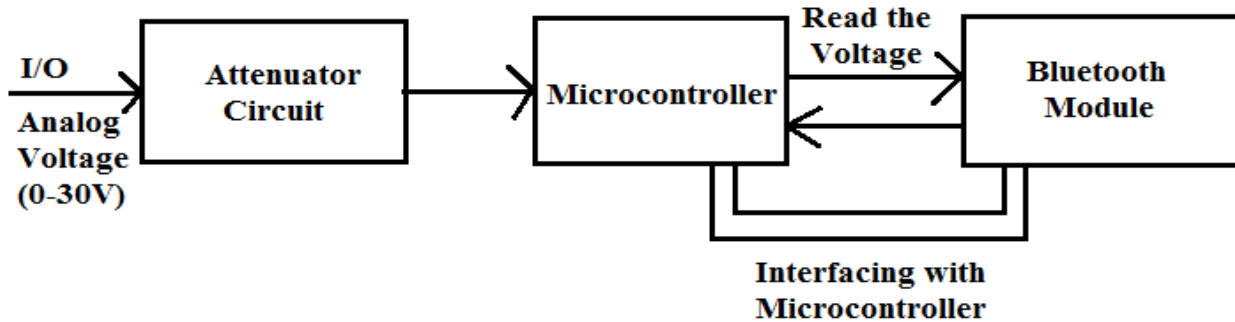 I/O
Analog
Voltage
(0-30V)
Attenuator
Circuit
Microcontroller
Read the
Voltage
Bluetooth
Module
Interfacing with
Microcontroller